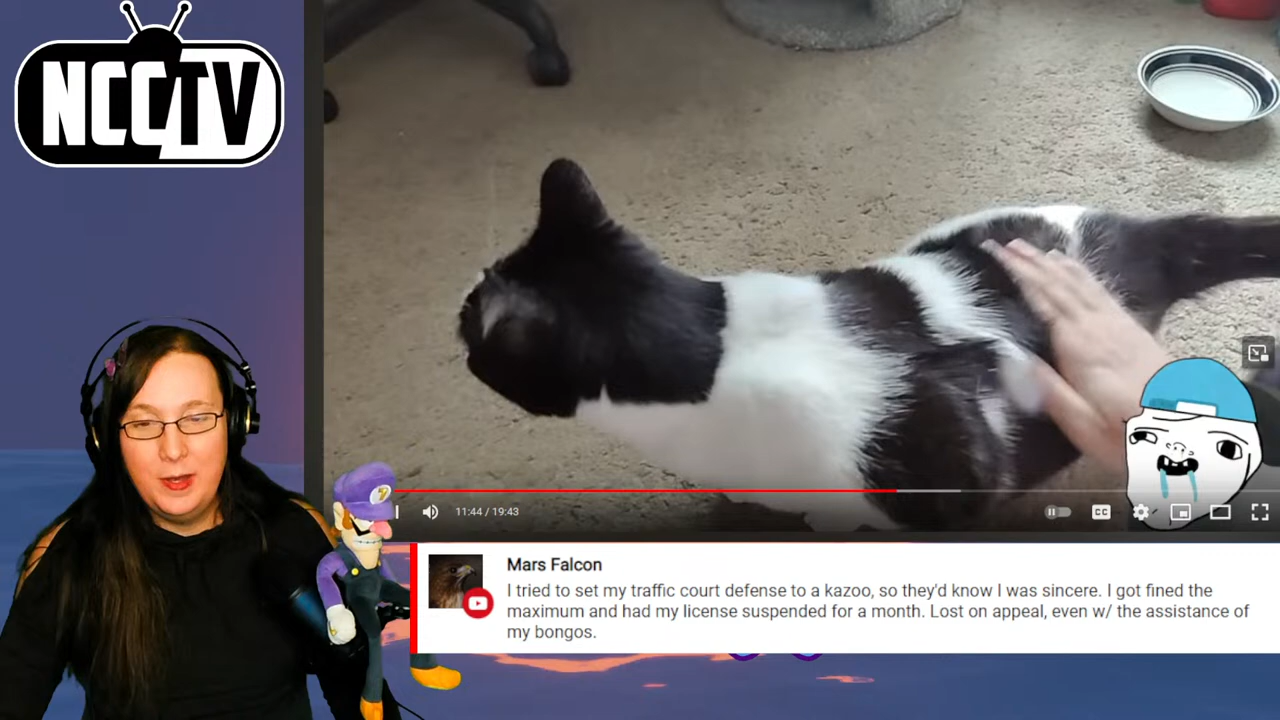 NCCTV
11:44 / 19:43
CC
Mars Falcon
I tried to set my traffic court defense to a kazoo, so they'd know I was sincere. I got fined the
maximum and had my license suspended for a month. Lost on appeal, even w/ the assistance of
my bongos.